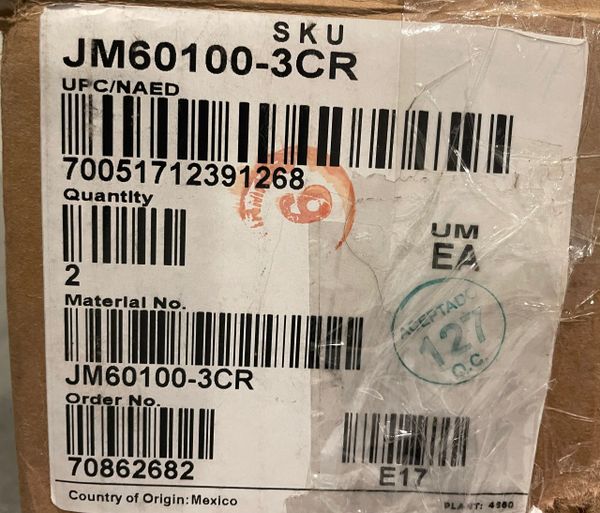 SKU
JM60100-3CR
UPC/NAED
70051712391268
Quantity
2
UM
EA
Material No.
JM60100-3CR
ACEPTADO
127
Q.C.
Order No.
70862682
E17
Country of Origin: Mexico
PLANT: 4560